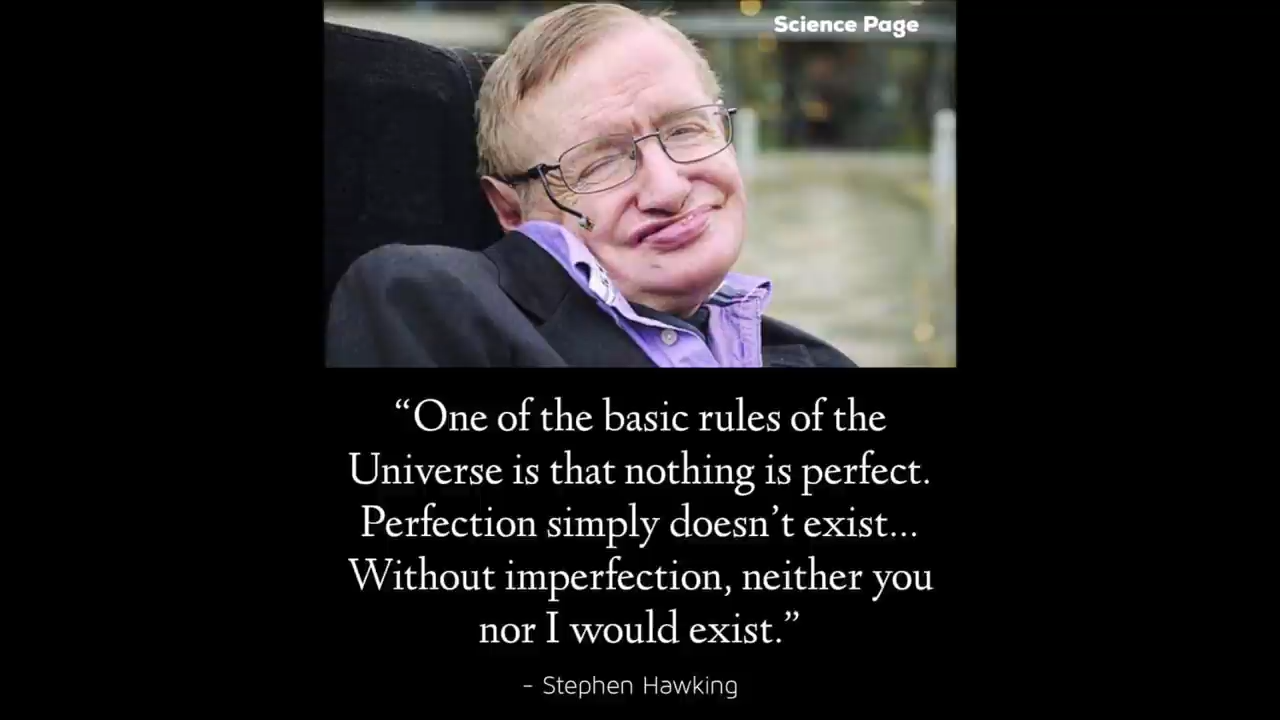 Science Page
“One of the basic rules of the
Universe is that nothing is perfect.
Perfection simply doesn’t exist...
Without imperfection, neither you
nor I would exist.”
- Stephen Hawking